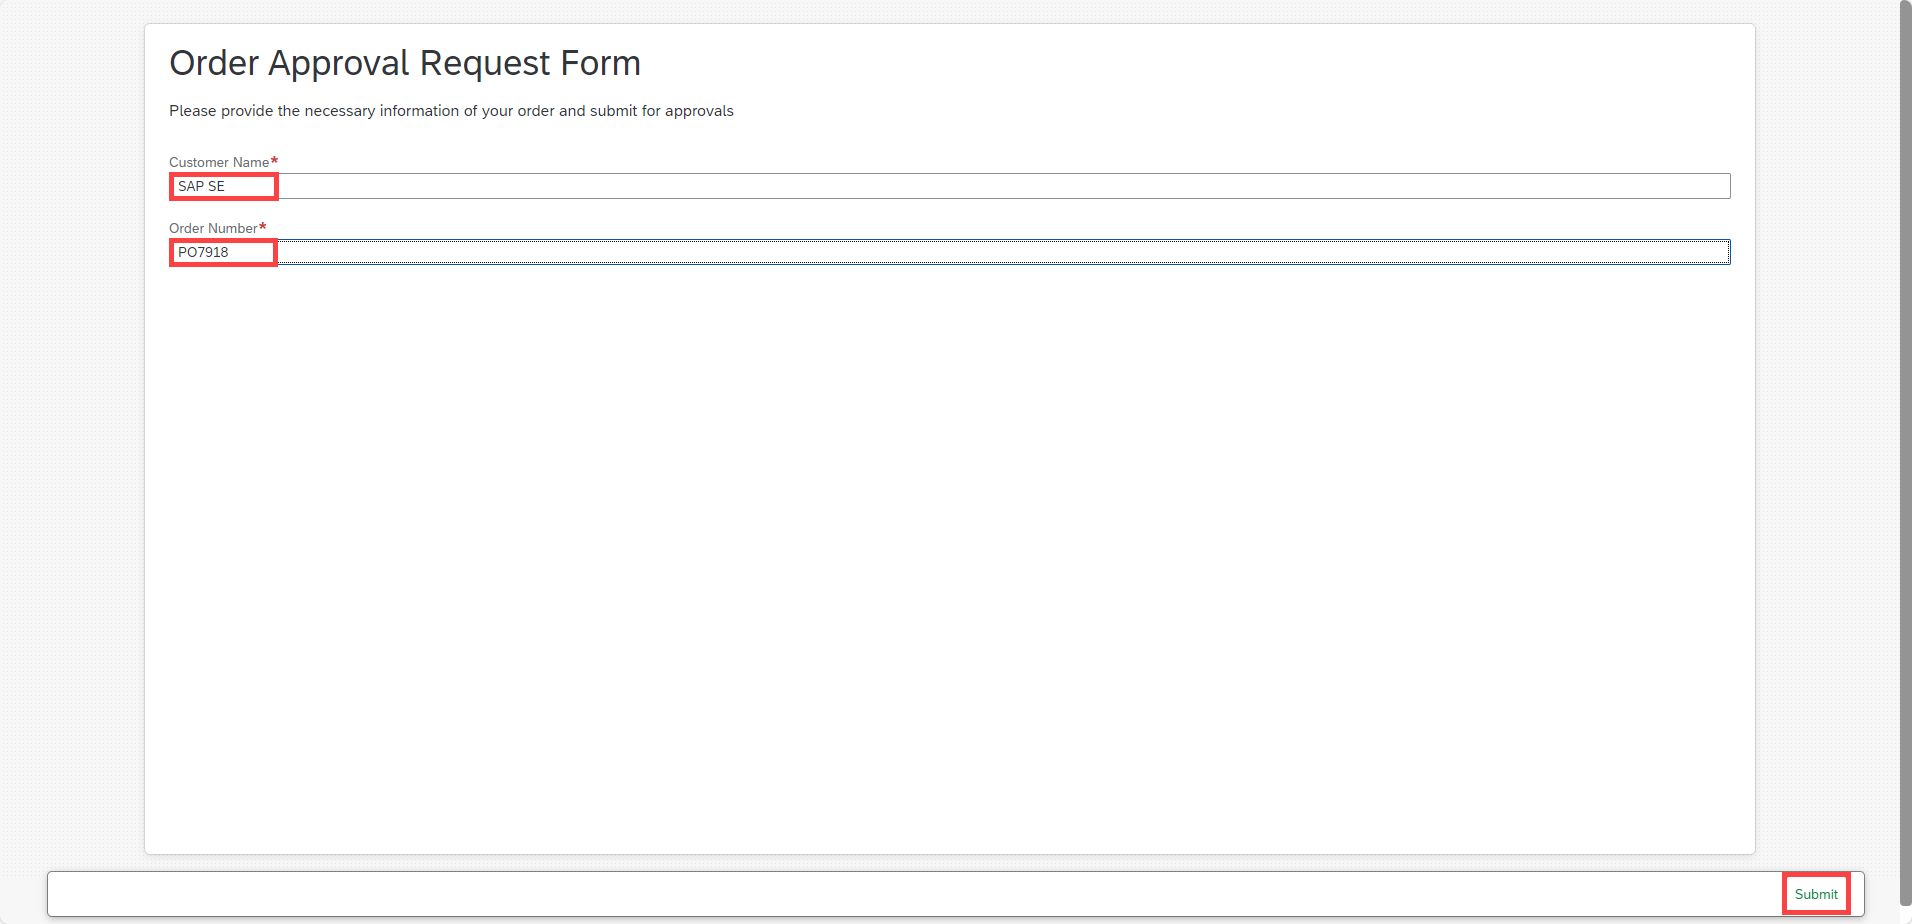 Order Approval Request Form
Please provide the necessary information of your order and submit for approvals
Customer Name*
SAP SE
Order Number*
PO7918
Submit